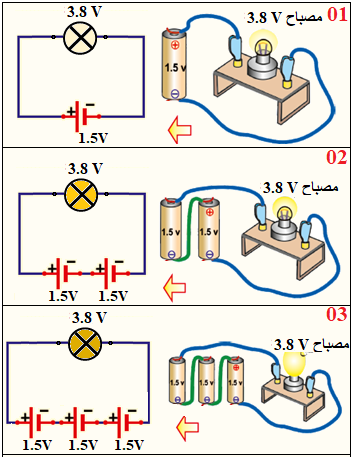 3.8 V
مصباح 3.8 V
01
+ −
1.5V
+
1.5 v
−
3.8 V
مصباح 3.8 V
02
+ − + −
1.5V 1.5V
+
1.5 v 1.5 v
−
3.8 V
مصباح 3.8 V
03
+ − + − + −
1.5V 1.5V 1.5V
+
1.5 v 1.5 v 1.5 v
−